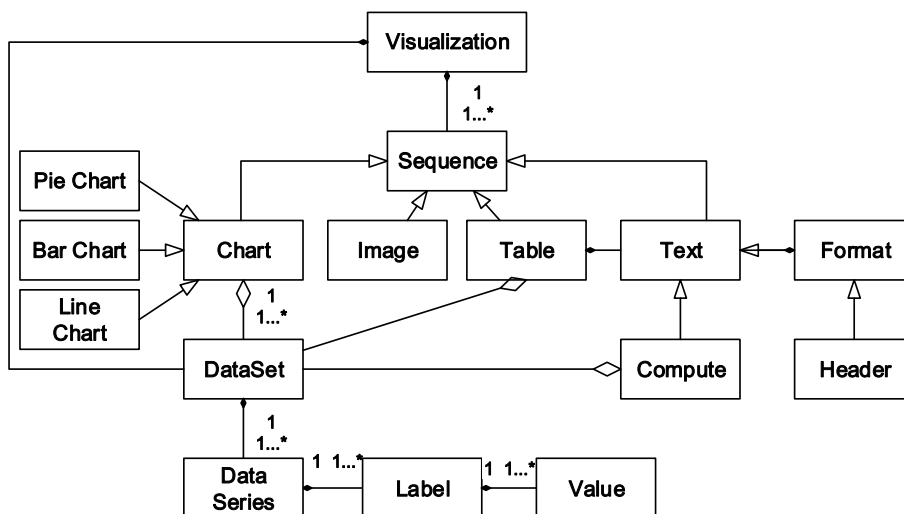 Visualization
1
1...*
Sequence
Pie Chart
Bar Chart
Chart
Image
Table
Text
Format
Line
Chart
1
1...*
DataSet
Compute
Header
1
1...*
Data
Series
1 1...*
Label
1 1...*
Value